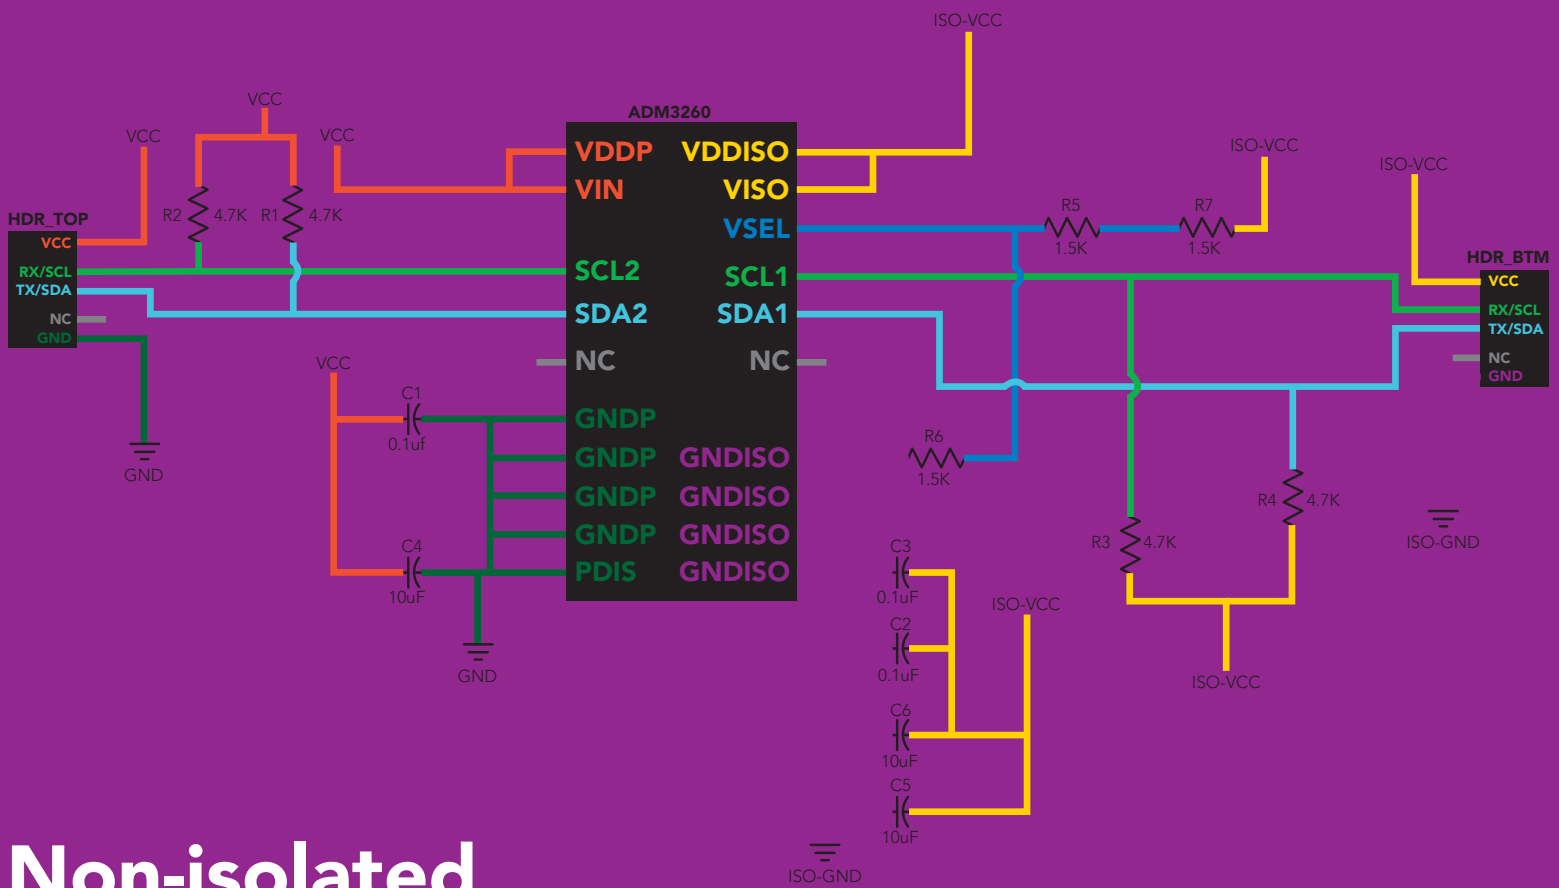 ISO-VCC
VCC
ADM3260
VCC
VCC
VDDP VDDISO
ISO-VCC
ISO-VCC
VIN VISO
HDR_TOP
R2 4.7K R1 4.7K
R5
R7
VSEL
VCC
1.5K
1.5K
HDR_BTM
RX/SCL
SCL2 SCL1
VCC
TX/SDA
SDA2 SDA1
RX/SCL
NC
TX/SDA
GND
VCC
NC NC
NC
GND
C1
GNDP
0.1uf
R6
GNDP GNDISO
GND
1.5K
GNDP GNDISO
R4 4.7K
GNDP GNDISO
R3 4.7K
ISO-GND
C4
C3
PDIS GNDISO
10uF
0.1uF
ISO-VCC
C2
GND
0.1uF
ISO-VCC
C6
10uF
C5
10uF
Non-isolated
ISO-GND